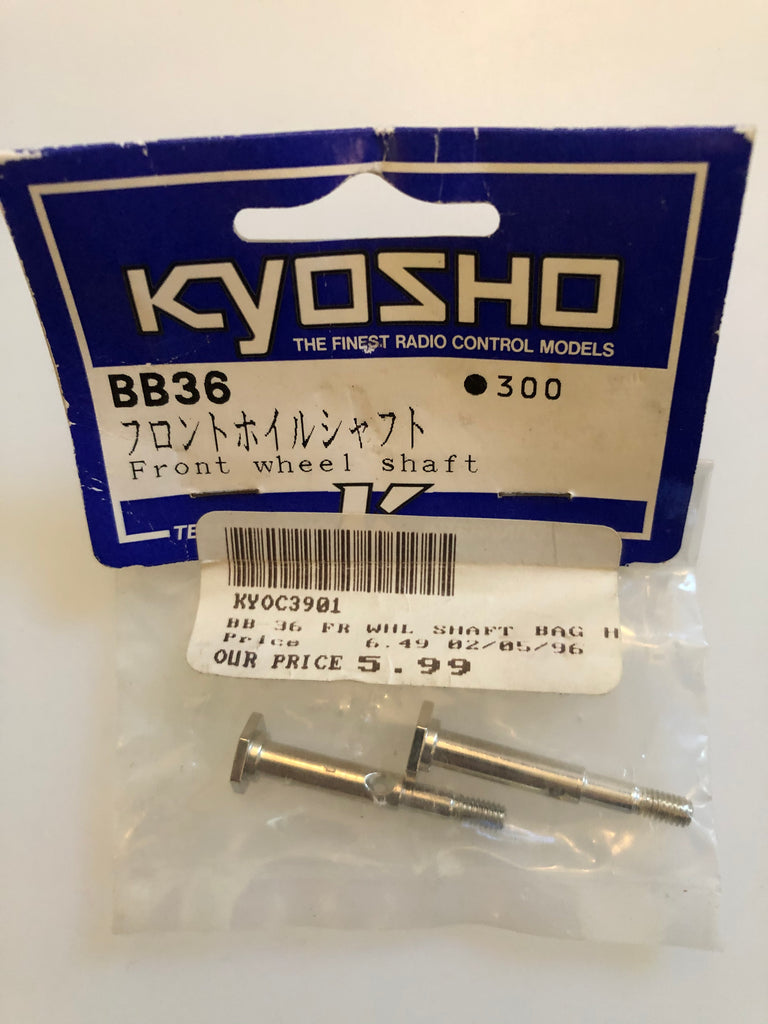 KYOSHO
THE FINEST RADIO CONTROL MODELS
BB36 ●300
フロントホイルシャフト
Front wheel shaft
K
TE
KYOC3901
BB 36 FR WHL SHAFT BAG H
Price 6.49 02/05/96
OUR PRICE 5.99